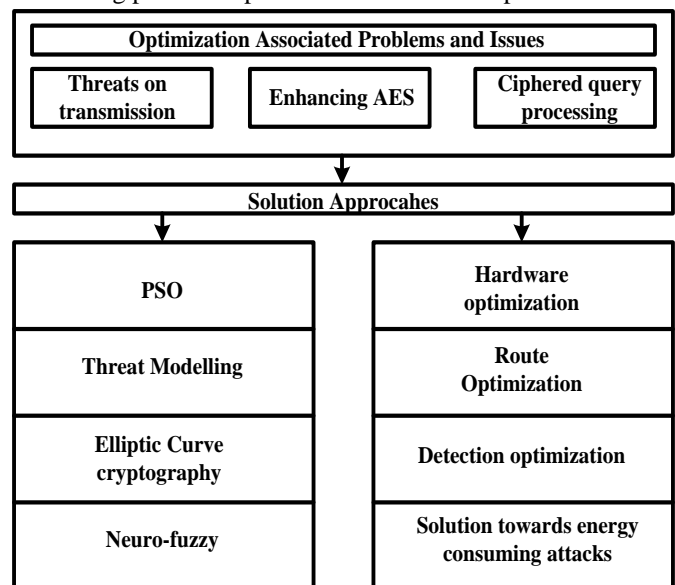 Optimization Associated Problems and Issues
Threats on
transmission
Enhancing AES
Ciphered query
processing
Solution Approcahes
PSO
Threat Modelling
Elliptic Curve
cryptography
Neuro-fuzzy
Hardware
optimization
Route
Optimization
Detection optimization
Solution towards energy
consuming attacks